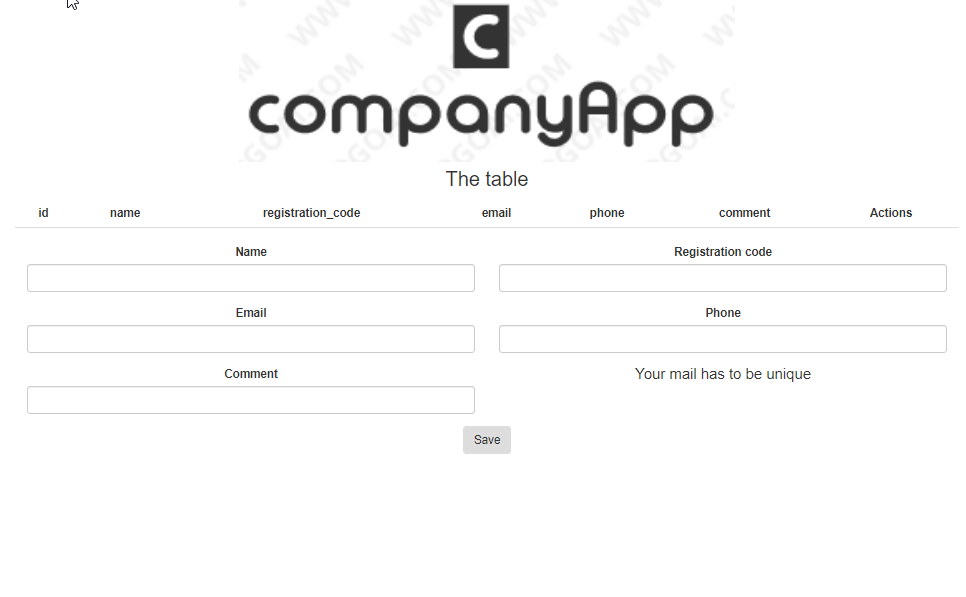 C
companyApp
The table
id name registration_code email phone comment Actions
Name Registration code
Email Phone
Comment Your mail has to be unique
Save